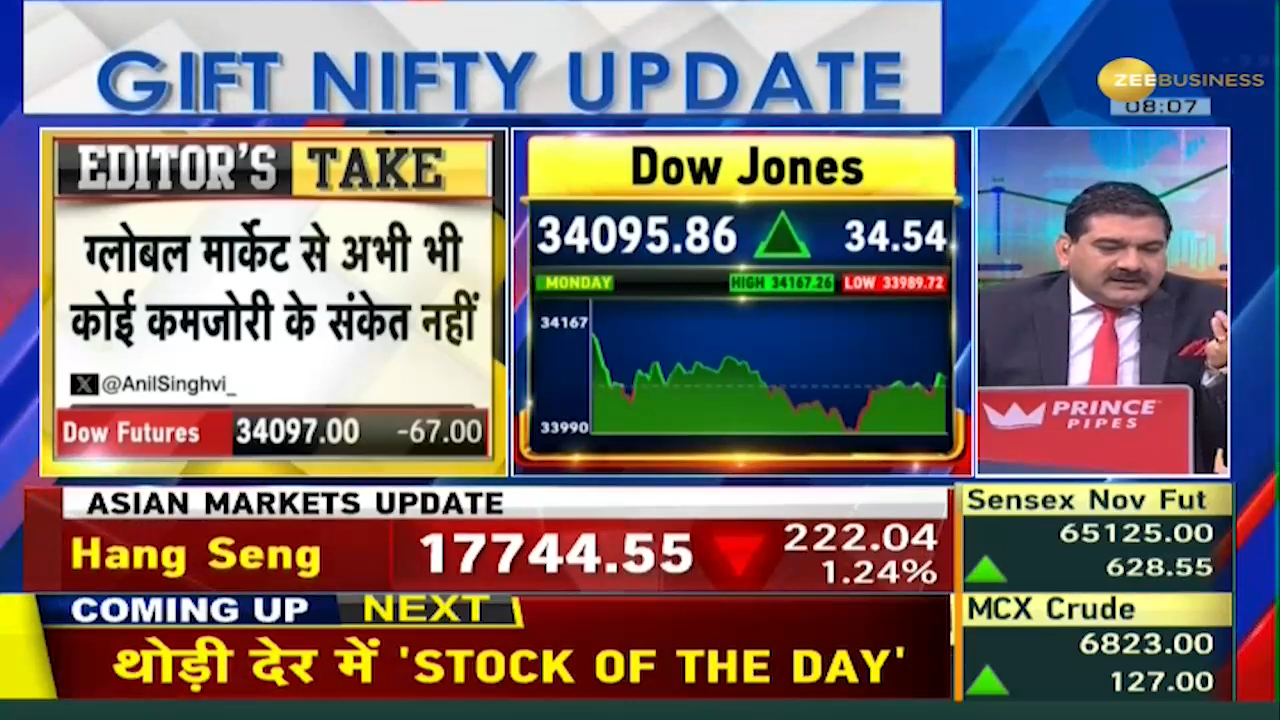 GIFT NIFTY UPDATE
ZEEBUSINESS
08:07
EDITOR'S TAKE
ग्लोबल मार्केट से अभी भी
कोई कमजोरी के संकेत नहीं
X @AnilSinghvi_
Dow Futures 34097.00 -67.00
Dow Jones
34095.86 34.54
MONDAY HIGH 34167.26 LOW 33989.72
34167
33990
PRINCE
PIPES
ASIAN MARKETS UPDATE
Hang Seng 17744.55 222.04
1.24%
Sensex Nov Fut
65125.00
628.55
COMING UP NEXT
थोड़ी देर में 'STOCK OF THE DAY'
MCX Crude
6823.00
127.00